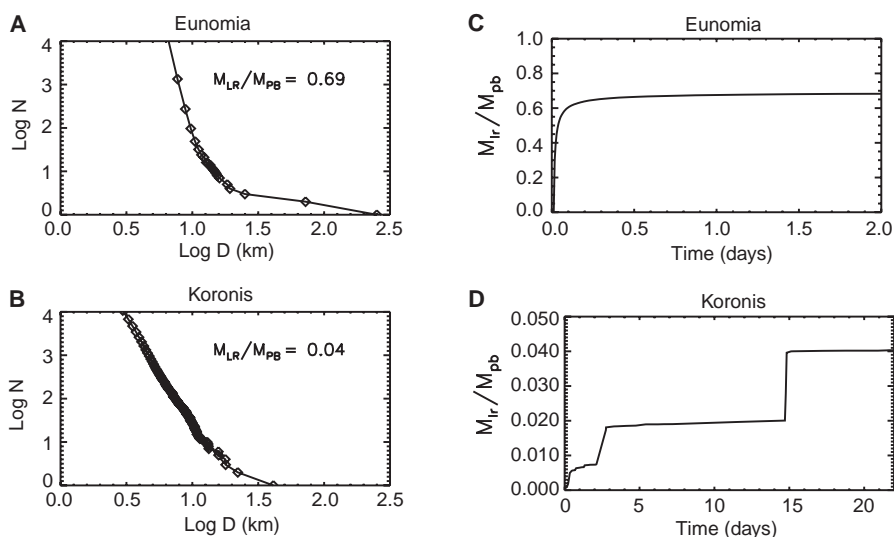 A
Eunomia
4
3
2
1
0
Log N
M_LR/M_PB = 0.69
0.0 0.5 1.0 1.5 2.0 2.5
Log D (km)
B
Koronis
4
3
2
1
0
Log N
M_LR/M_PB = 0.04
0.0 0.5 1.0 1.5 2.0 2.5
Log D (km)
C
Eunomia
1.0
0.8
0.6
0.4
0.2
0.0
M_lr/M_pb
0.0 0.5 1.0 1.5 2.0
Time (days)
D
Koronis
0.050
0.040
0.030
0.020
0.010
0.000
M_lr/M_pb
0 5 10 15 20
Time (days)